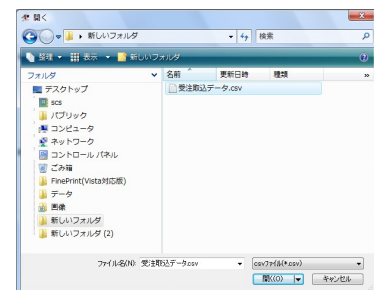 開く
新しいフォルダ
検索
整理 表示 新しいフォルダ
フォルダ
名前 更新日時 種類 »
デスクトップ
受注取込データ.csv
scs
パブリック
コンピュータ
ネットワーク
コントロール パネル
ごみ箱
FinePrint(Vista対応版)
データ
画像
新しいフォルダ
新しいフォルダ (2)
ファイル名(N): 受注取込データ.csv
csvファイル(*.csv)
開く(O) キャンセル